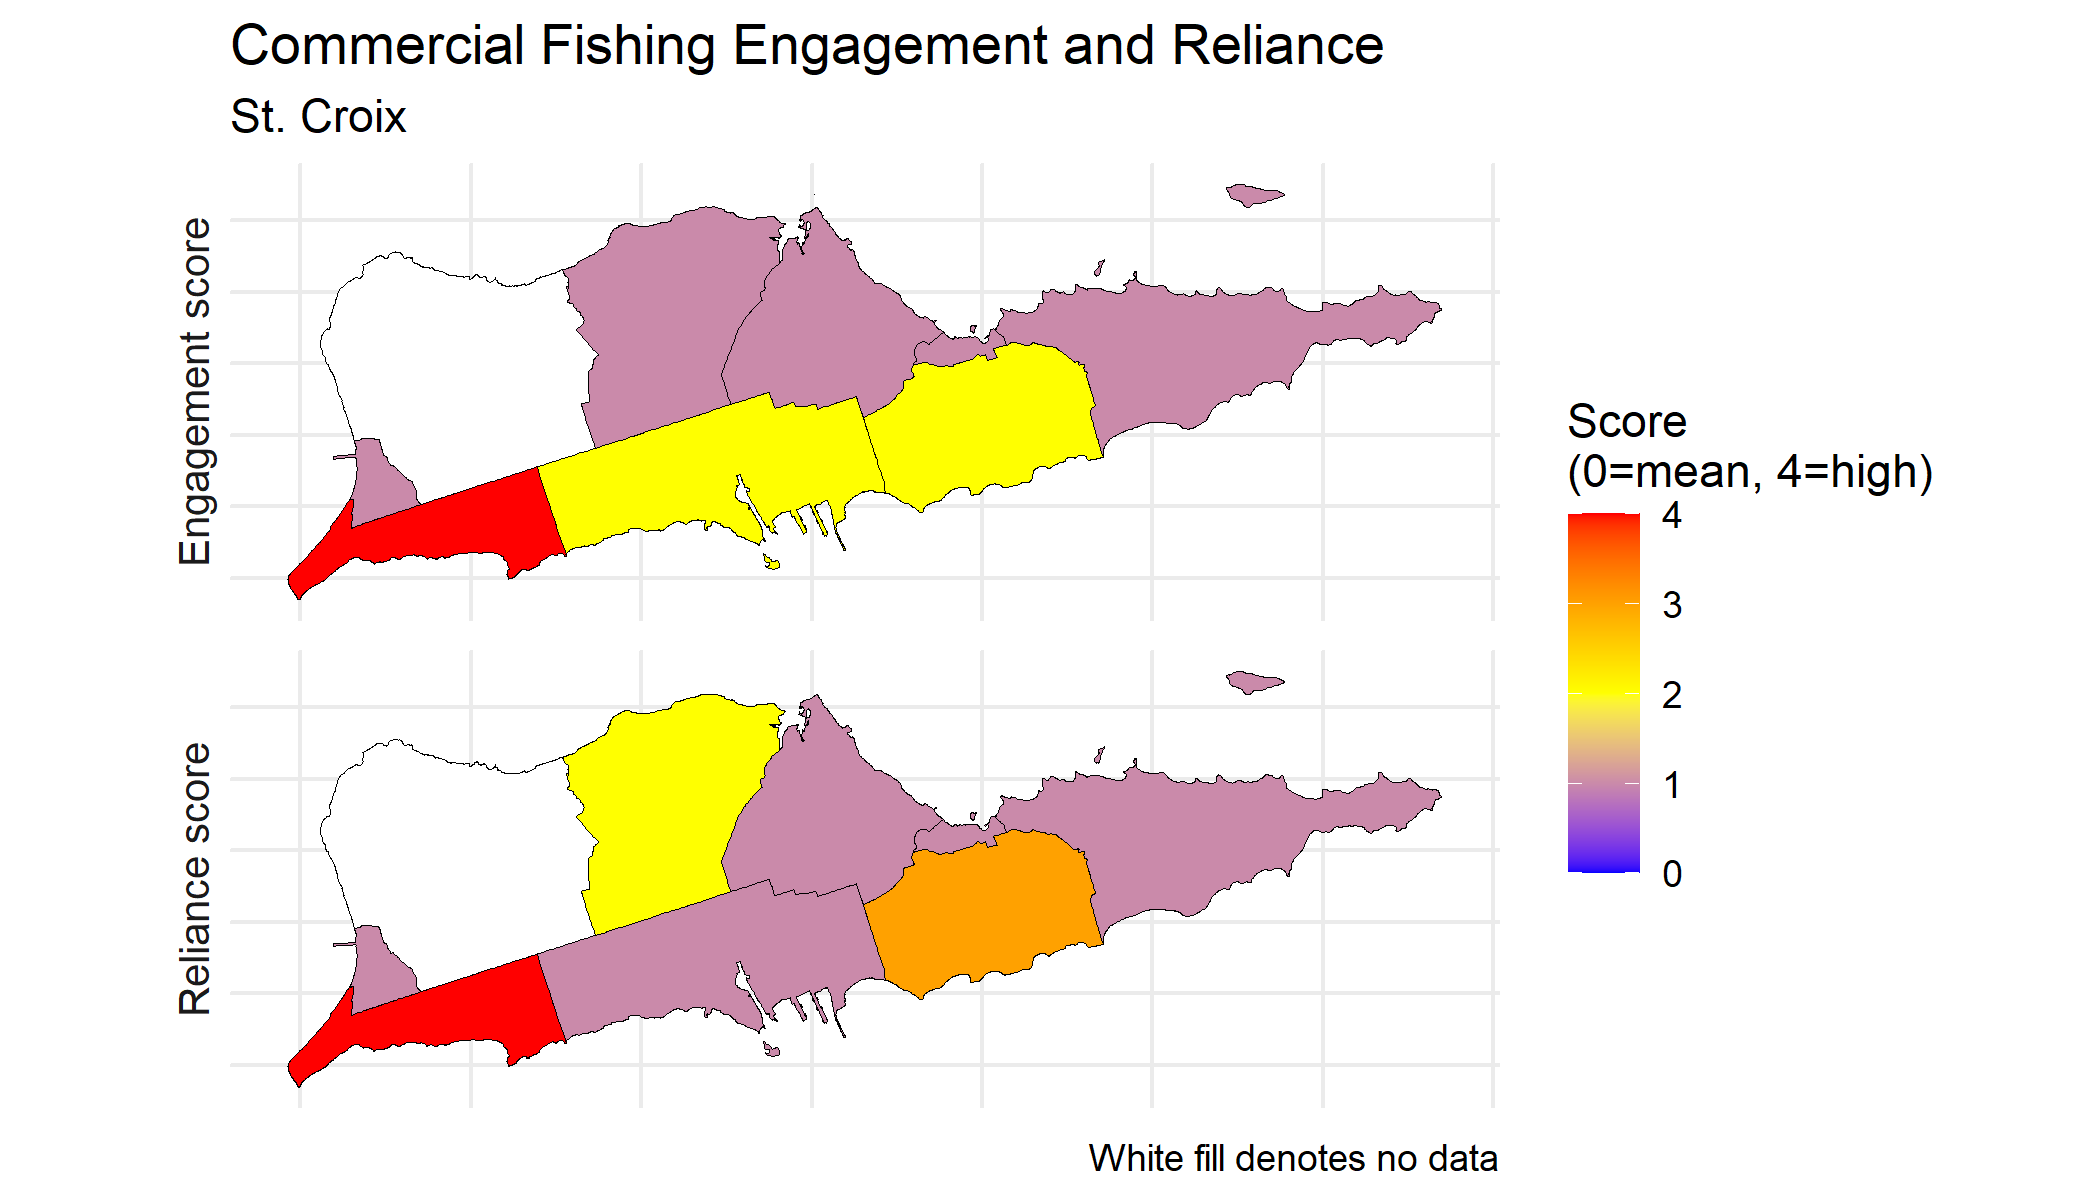 Commercial Fishing Engagement and Reliance
St. Croix
Engagement score
Reliance score
Score
(0=mean, 4=high)
4
3
2
1
0
White fill denotes no data